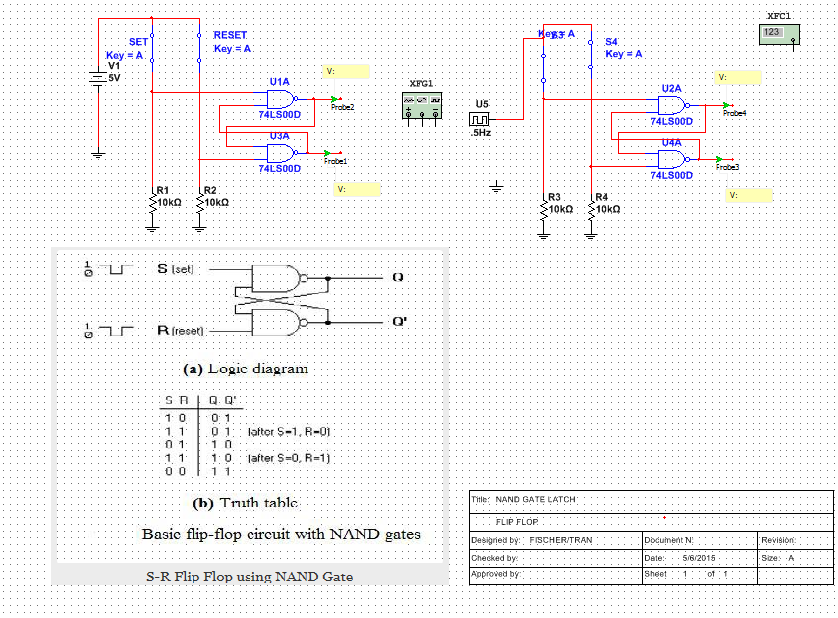 XFC1
123
SET
Key = A
V1
5V
RESET
Key = A
U1A
74LS00D
V:
Probe2
U3A
74LS00D
Probe1
V:
R1
10kΩ
R2
10kΩ
XFG1
U5
.5Hz
Key = A
S3
S4
Key = A
U2A
74LS00D
V:
Probe4
U4A
74LS00D
Probe3
V:
R3
10kΩ
R4
10kΩ
1
0
S (set)
Q
1
0
R (reset)
Q'
(a) Logic diagram
S R Q Q'
1 0 0 1
1 1 0 1 (after S=1, R=0)
0 1 1 0
1 1 1 0 (after S=0, R=1)
0 0 1 1
(b) Truth table
Basic flip-flop circuit with NAND gates
S-R Flip Flop using NAND Gate
Title: NAND GATE LATCH
FLIP FLOP
Designed by: FISCHER/TRAN Document N: Revision:
Checked by: Date: 5/6/2015 Size: A
Approved by: Sheet 1 of 1